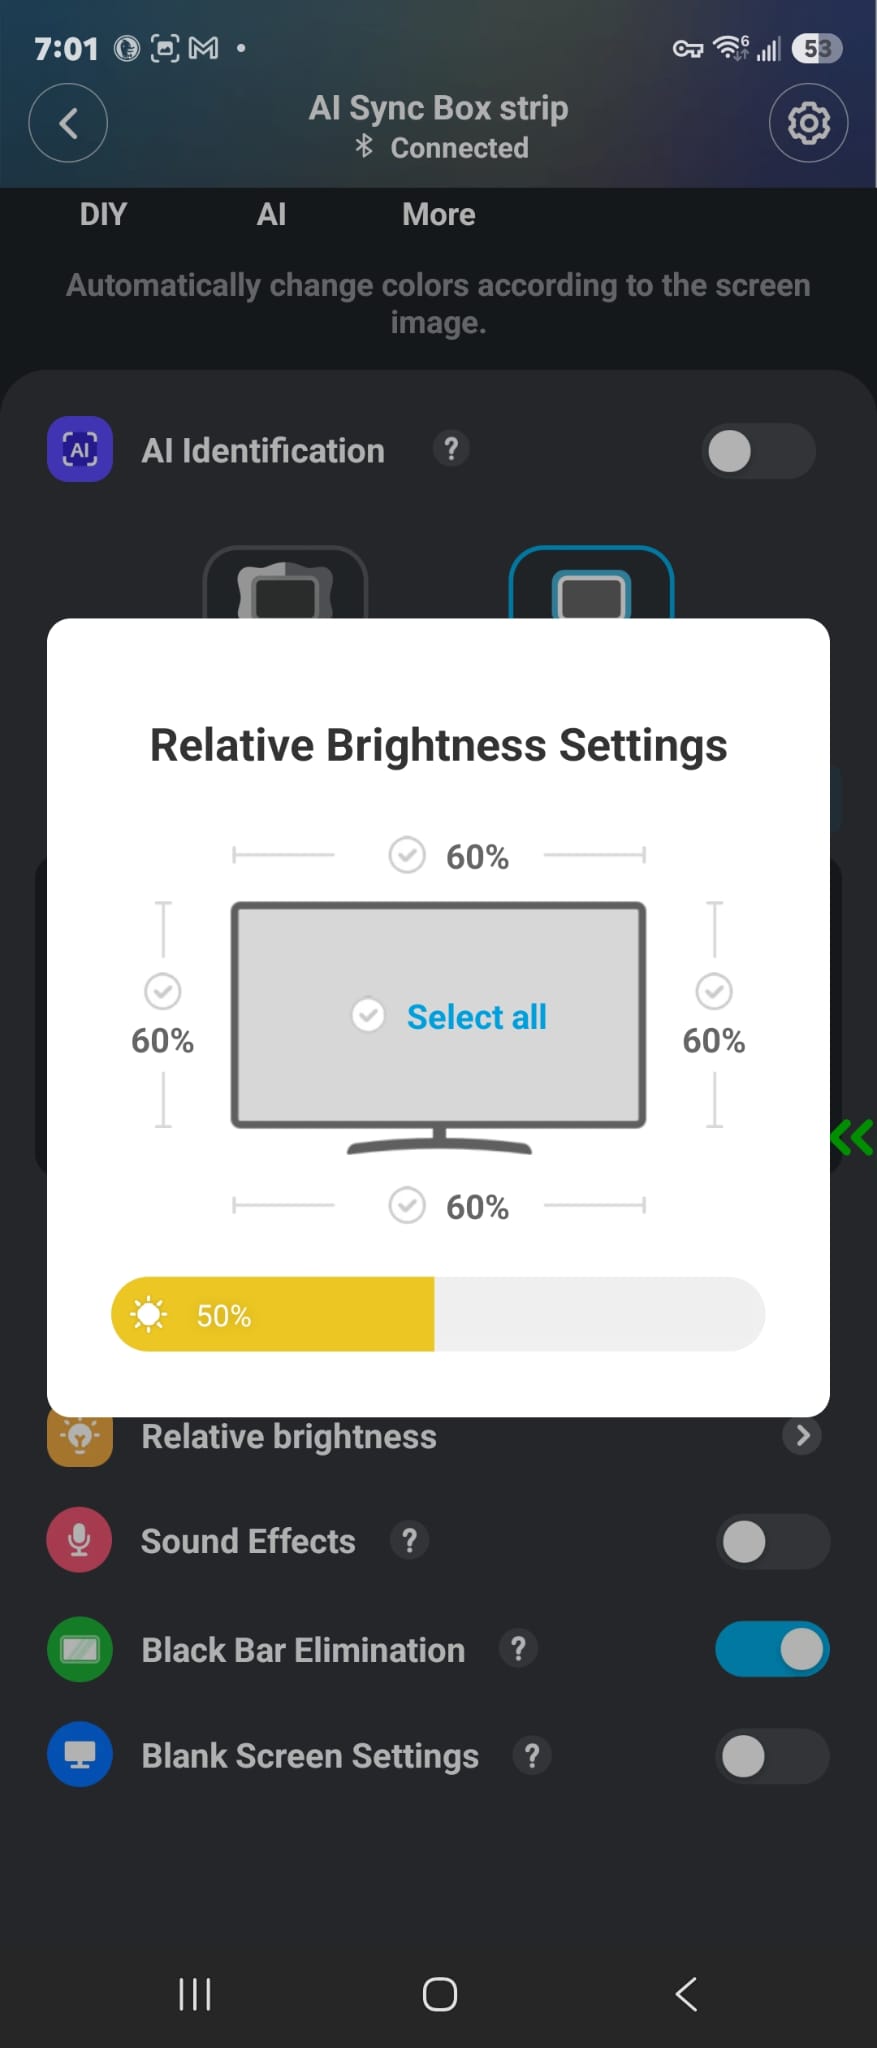 7:01
6
53
AI Sync Box strip
Connected
DIY AI More
Automatically change colors according to the screen
image.
AI
AI Identification ?
Relative Brightness Settings
60%
Select all
60%
60%
60%
50%
Relative brightness
Sound Effects ?
Black Bar Elimination ?
Blank Screen Settings ?